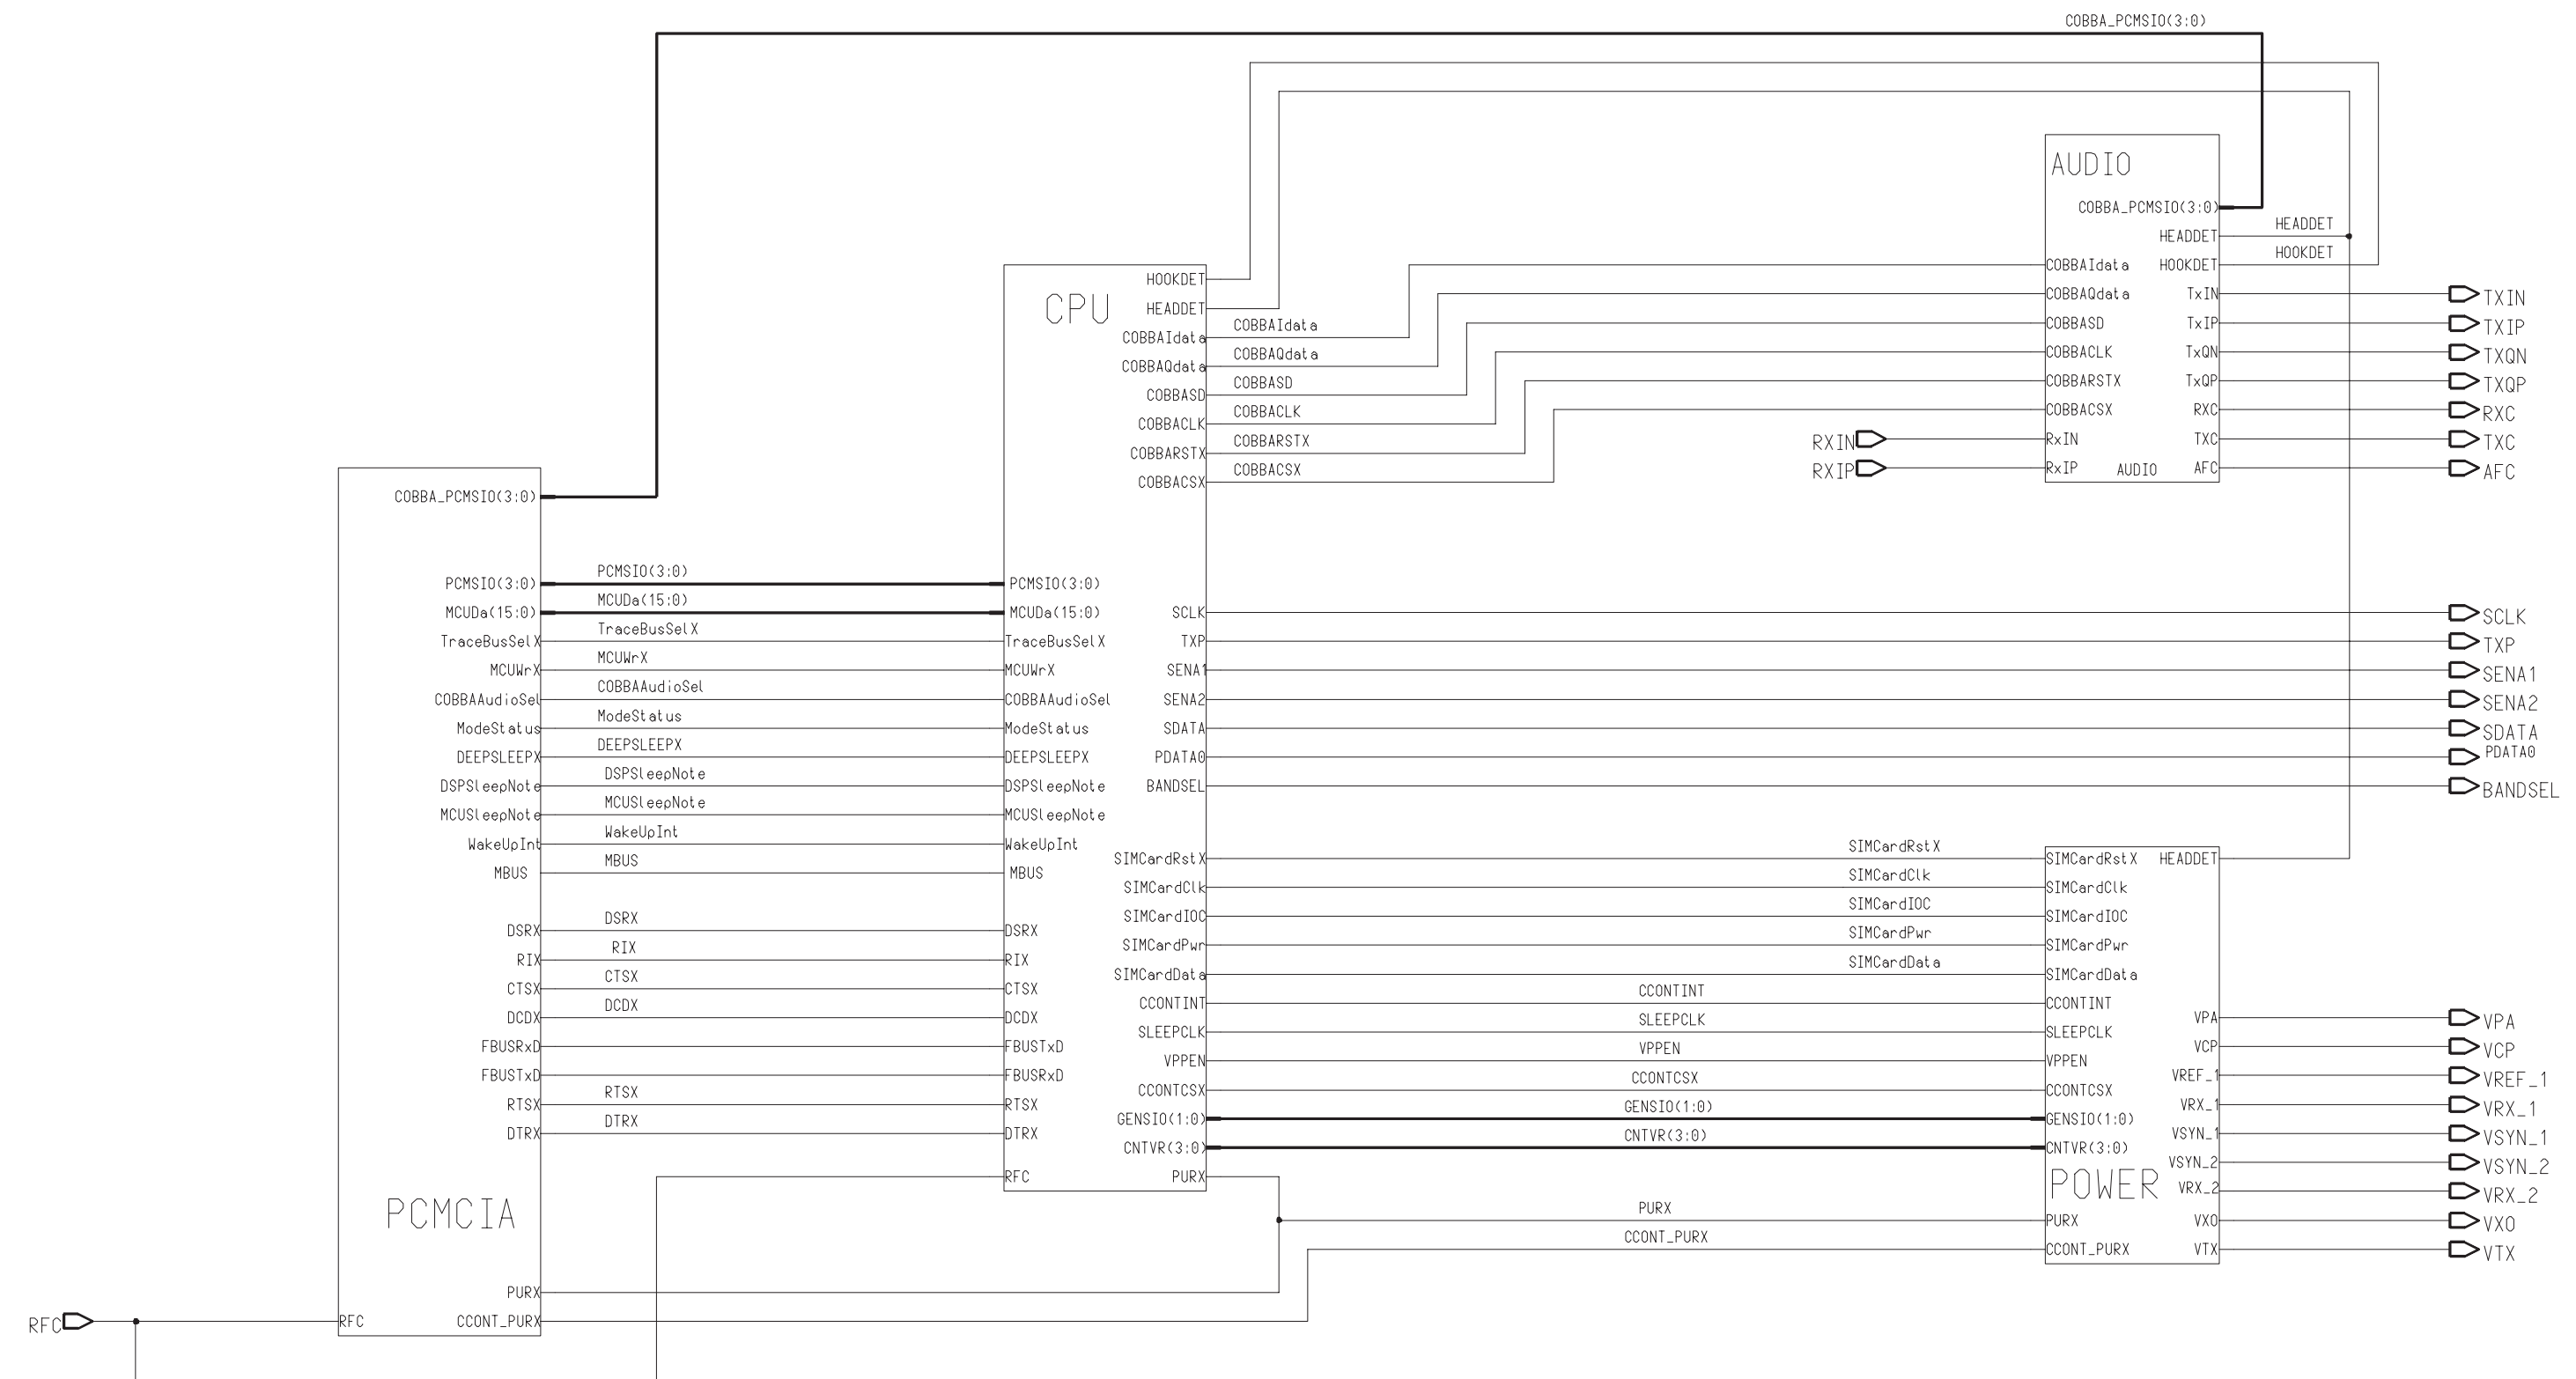 COBBA_PCMSIO(3:0)
AUDIO
COBBA_PCMSIO(3:0)
HEADDET
HEADDET
HOOKDET
HOOKDET
COBBAIdata
COBBAQdata
COBBASD
COBBACLK
COBBARSTX
COBBACSX
RxIN
RxIP
AUDIO
TxIN
TxIP
TxQN
TxQP
RXC
TXC
AFC
RXIN
RXIP
TXIN
TXIP
TXQN
TXQP
RXC
TXC
AFC
CPU
HOOKDET
HEADDET
COBBAIdata
COBBAQdata
COBBASD
COBBACLK
COBBARSTX
COBBACSX
COBBAIdata
COBBAQdata
COBBASD
COBBACLK
COBBARSTX
COBBACSX
COBBA_PCMSIO(3:0)
PCMSIO(3:0)
MCUDa(15:0)
TraceBusSelX
MCUWrX
COBBAAudioSel
ModeStatus
DEEPSLEEPX
DSPSleepNote
MCUSleepNote
WakeUpInt
MBUS
DSRX
RIX
CTSX
DCDX
FBUSRxD
FBUSTxD
RTSX
DTRX
PCMCIA
PURX
CCONT_PURX
RFC
RFC
PCMSIO(3:0)
MCUDa(15:0)
TraceBusSelX
MCUWrX
COBBAAudioSel
ModeStatus
DEEPSLEEPX
DSPSleepNote
MCUSleepNote
WakeUpInt
MBUS
DSRX
RIX
CTSX
DCDX
RTSX
DTRX
PCMSIO(3:0)
MCUDa(15:0)
TraceBusSelX
MCUWrX
COBBAAudioSel
ModeStatus
DEEPSLEEPX
DSPSleepNote
MCUSleepNote
WakeUpInt
MBUS
DSRX
RIX
CTSX
DCDX
FBUSTxD
FBUSRxD
RTSX
DTRX
RFC
SCLK
TXP
SENA1
SENA2
SDATA
PDATA0
BANDSEL
SIMCardRstX
SIMCardClk
SIMCardIOC
SIMCardPwr
SIMCardData
CCONTINT
SLEEPCLK
VPPEN
CCONTCSX
GENSIO(1:0)
CNTVR(3:0)
PURX
SCLK
TXP
SENA1
SENA2
SDATA
PDATA0
BANDSEL
SIMCardRstX
SIMCardClk
SIMCardIOC
SIMCardPwr
SIMCardData
CCONTINT
SLEEPCLK
VPPEN
CCONTCSX
GENSIO(1:0)
CNTVR(3:0)
PURX
CCONT_PURX
SIMCardRstX
SIMCardClk
SIMCardIOC
SIMCardPwr
SIMCardData
CCONTINT
SLEEPCLK
VPPEN
CCONTCSX
GENSIO(1:0)
CNTVR(3:0)
POWER
PURX
CCONT_PURX
HEADDET
VPA
VCP
VREF_1
VRX_1
VSYN_1
VSYN_2
VRX_2
VXO
VTX
VPA
VCP
VREF_1
VRX_1
VSYN_1
VSYN_2
VRX_2
VXO
VTX